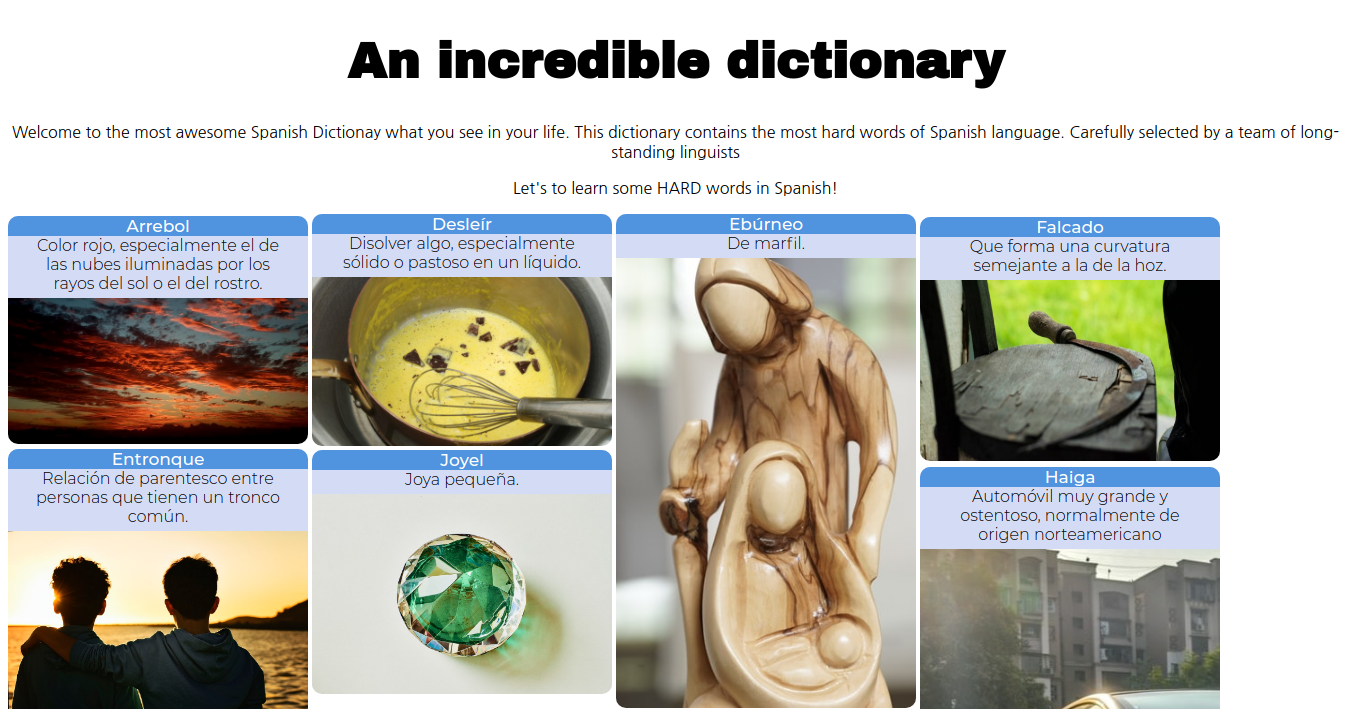 An incredible dictionary
Welcome to the most awesome Spanish Dictionay what you see in your life. This dictionary contains the most hard words of Spanish language. Carefully selected by a team of long-
standing linguists
Let's to learn some HARD words in Spanish!
Arrebol
Color rojo, especialmente el de
las nubes iluminadas por los
rayos del sol o el del rostro.
Entronque
Relación de parentesco entre
personas que tienen un tronco
común.
Desleír
Disolver algo, especialmente
sólido o pastoso en un líquido.
Joyel
Joya pequeña.
Ebúrneo
De marfil.
Falcado
Que forma una curvatura
semejante a la de la hoz.
Haiga
Automóvil muy grande y
ostentoso, normalmente de
origen norteamericano